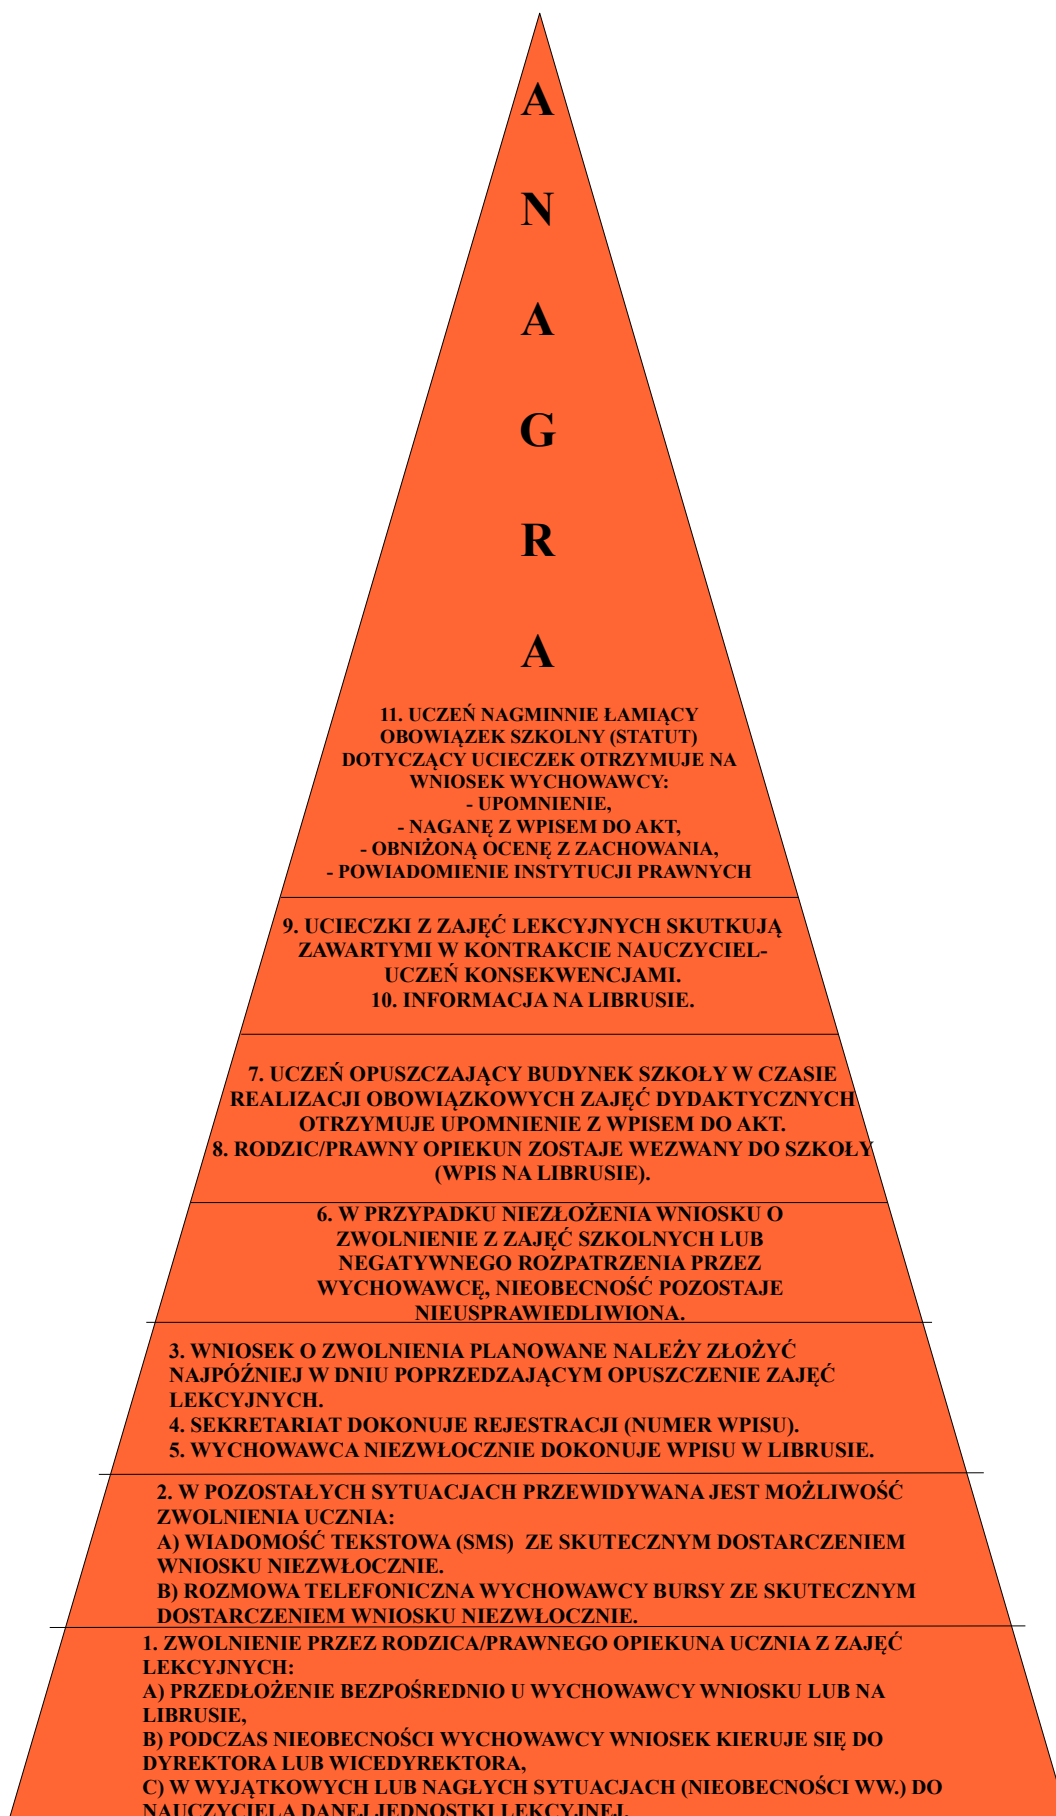 A
N
A
G
R
A
11. UCZEŃ NAGMINNIE ŁAMIĄCY
OBOWIĄZEK SZKOLNY (STATUT)
DOTYCZĄCY UCIECZEK OTRZYMUJE NA
WNIOSEK WYCHOWAWCY:
- UPOMNIENIE,
- NAGANĘ Z WPISEM DO AKT,
- OBNIŻONĄ OCENĘ Z ZACHOWANIA,
- POWIADOMIENIE INSTYTUCJI PRAWNYCH
9. UCIECZKI Z ZAJĘĆ LEKCYJNYCH SKUTKUJĄ
ZAWARTYMI W KONTRAKCIE NAUCZYCIEL-
UCZEŃ KONSEKWENCJAMI.
10. INFORMACJA NA LIBRUSIE.
7. UCZEŃ OPUSZCZAJĄCY BUDYNEK SZKOŁY W CZASIE
REALIZACJI OBOWIĄZKOWYCH ZAJĘĆ DYDAKTYCZNYCH
OTRZYMUJE UPOMNIENIE Z WPISEM DO AKT.
8. RODZIC/PRAWNY OPIEKUN ZOSTAJE WEZWANY DO SZKOŁY
(WPIS NA LIBRUSIE).
6. W PRZYPADKU NIEZŁOŻENIA WNIOSKU O
ZWOLNIENIE Z ZAJĘĆ SZKOLNYCH LUB
NEGATYWNEGO ROZPATRZENIA PRZEZ
WYCHOWAWCĘ, NIEOBECNOŚĆ POZOSTAJE
NIEUSPRAWIEDLIWIONA.
3. WNIOSEK O ZWOLNIENIA PLANOWANE NALEŻY ZŁOŻYĆ
NAJPÓŹNIEJ W DNIU POPRZEDZAJĄCYM OPUSZCZENIE ZAJĘĆ
LEKCYJNYCH.
4. SEKRETARIAT DOKONUJE REJESTRACJI (NUMER WPISU).
5. WYCHOWAWCA NIEZWŁOCZNIE DOKONUJE WPISU W LIBRUSIE.
2. W POZOSTAŁYCH SYTUACJACH PRZEWIDYWANA JEST MOŻLIWOŚĆ
ZWOLNIENIA UCZNIA:
A) WIADOMOŚĆ TEKSTOWA (SMS) ZE SKUTECZNYM DOSTARCZENIEM
WNIOSKU NIEZWŁOCZNIE.
B) ROZMOWA TELEFONICZNA WYCHOWAWCY BURSY ZE SKUTECZNYM
DOSTARCZENIEM WNIOSKU NIEZWŁOCZNIE.
1. ZWOLNIENIE PRZEZ RODZICA/PRAWNEGO OPIEKUNA UCZNIA Z ZAJĘĆ
LEKCYJNYCH:
A) PRZEDŁOŻENIE BEZPOŚREDNIO U WYCHOWAWCY WNIOSKU LUB NA
LIBRUSIE,
B) PODCZAS NIEOBECNOŚCI WYCHOWAWCY WNIOSEK KIERUJE SIĘ DO
DYREKTORA LUB WICEDYREKTORA,
C) W WYJĄTKOWYCH LUB NAGŁYCH SYTUACJACH (NIEOBECNOŚCI WW.) DO
NAUCZYCIELA DANEJ JEDNOSTKI LEKCYJNEJ.